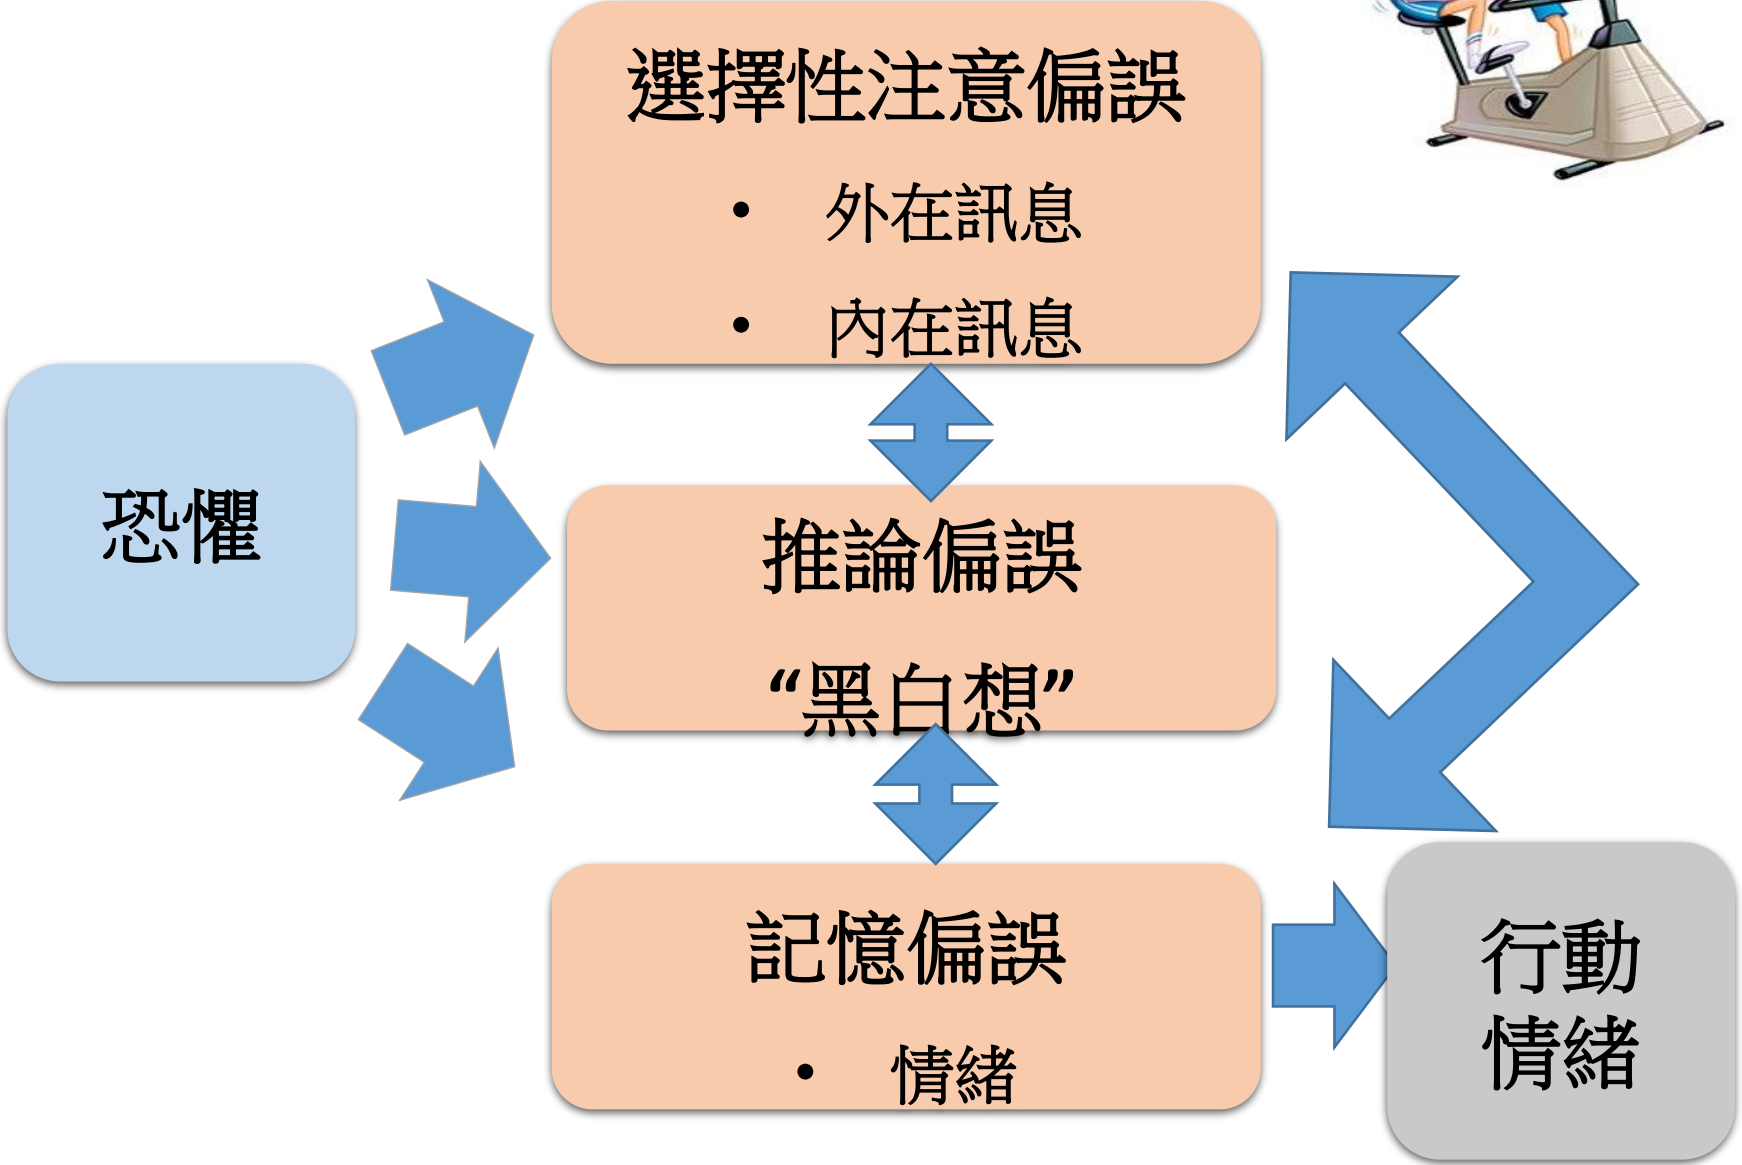 選擇性注意偏誤
• 外在訊息
• 內在訊息
恐懼
推論偏誤
“黑白想”
記憶偏誤
• 情緒
行動
情緒